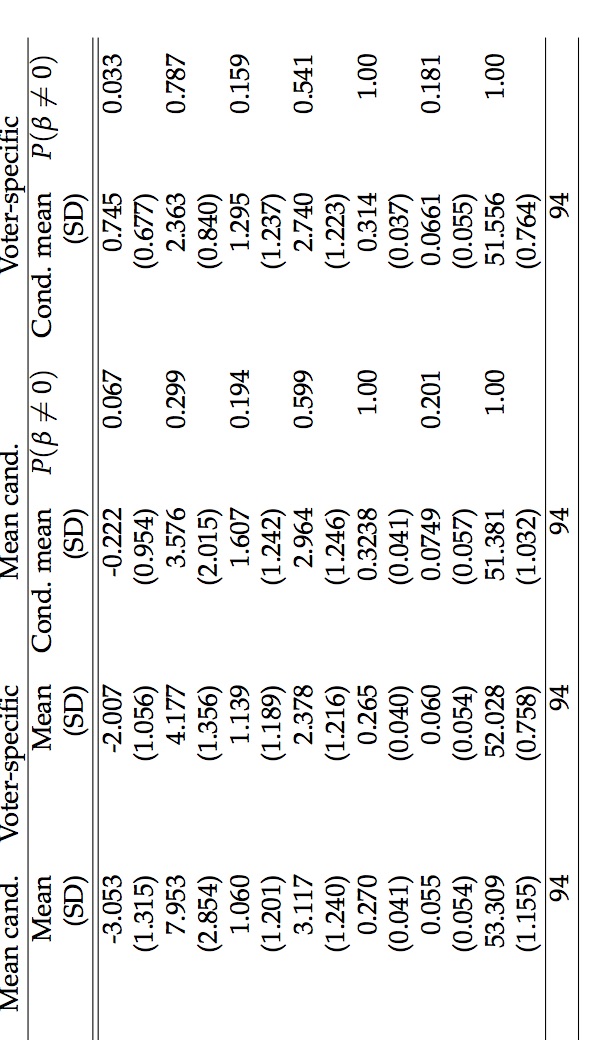 Mean cand. Voter-specific Mean cand. Voter-specific
Mean Mean Cond. mean P(β ≠ 0) Cond. mean P(β ≠ 0)
(SD) (SD) (SD) (SD)
-3.053 -2.007 -0.222 0.067 0.745 0.033
(1.315) (1.056) (0.954) (0.677)
7.953 4.177 3.576 0.299 2.363 0.787
(2.854) (1.356) (2.015) (0.840)
1.060 1.139 1.607 0.194 1.295 0.159
(1.201) (1.189) (1.242) (1.237)
3.117 2.378 2.964 0.599 2.740 0.541
(1.240) (1.216) (1.246) (1.223)
0.270 0.265 0.3238 1.00 0.314 1.00
(0.041) (0.040) (0.041) (0.037)
0.055 0.060 0.0749 0.201 0.0661 0.181
(0.054) (0.054) (0.057) (0.055)
53.309 52.028 51.381 1.00 51.556 1.00
(1.155) (0.758) (1.032) (0.764)
94 94 94 94